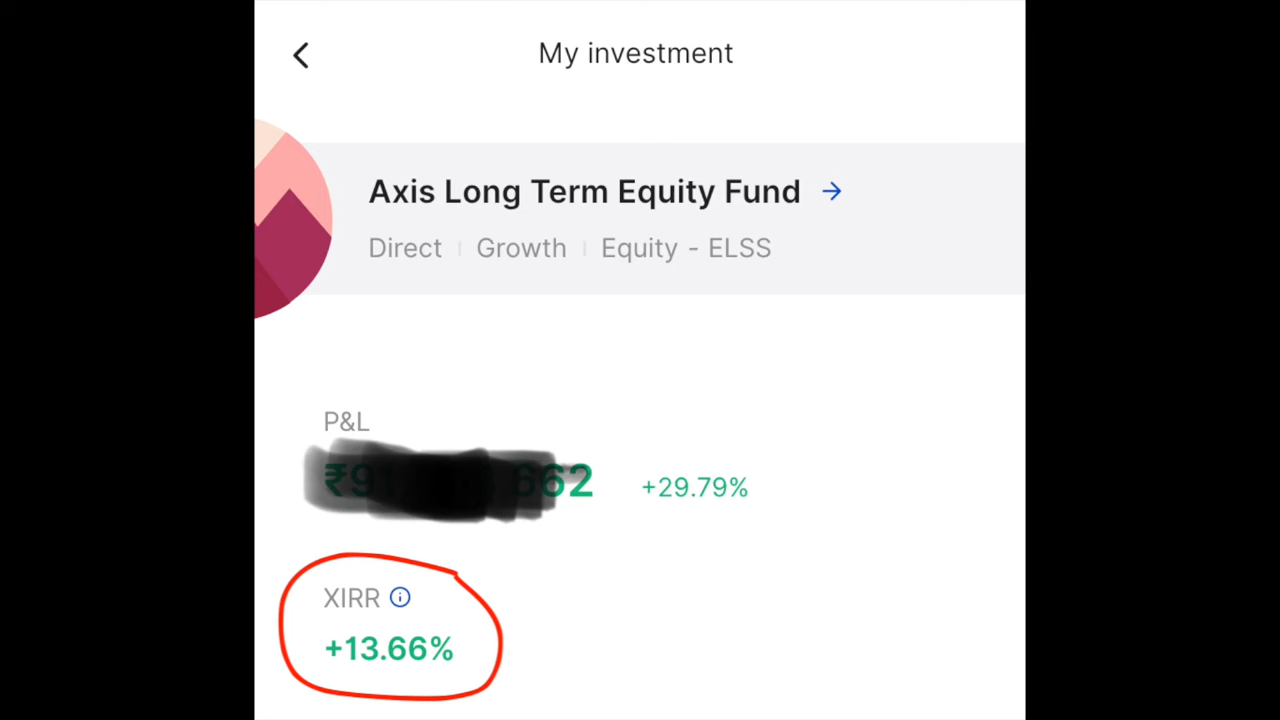 My investment
Axis Long Term Equity Fund
Direct Growth Equity - ELSS
P&L
+29.79%
XIRR
+13.66%